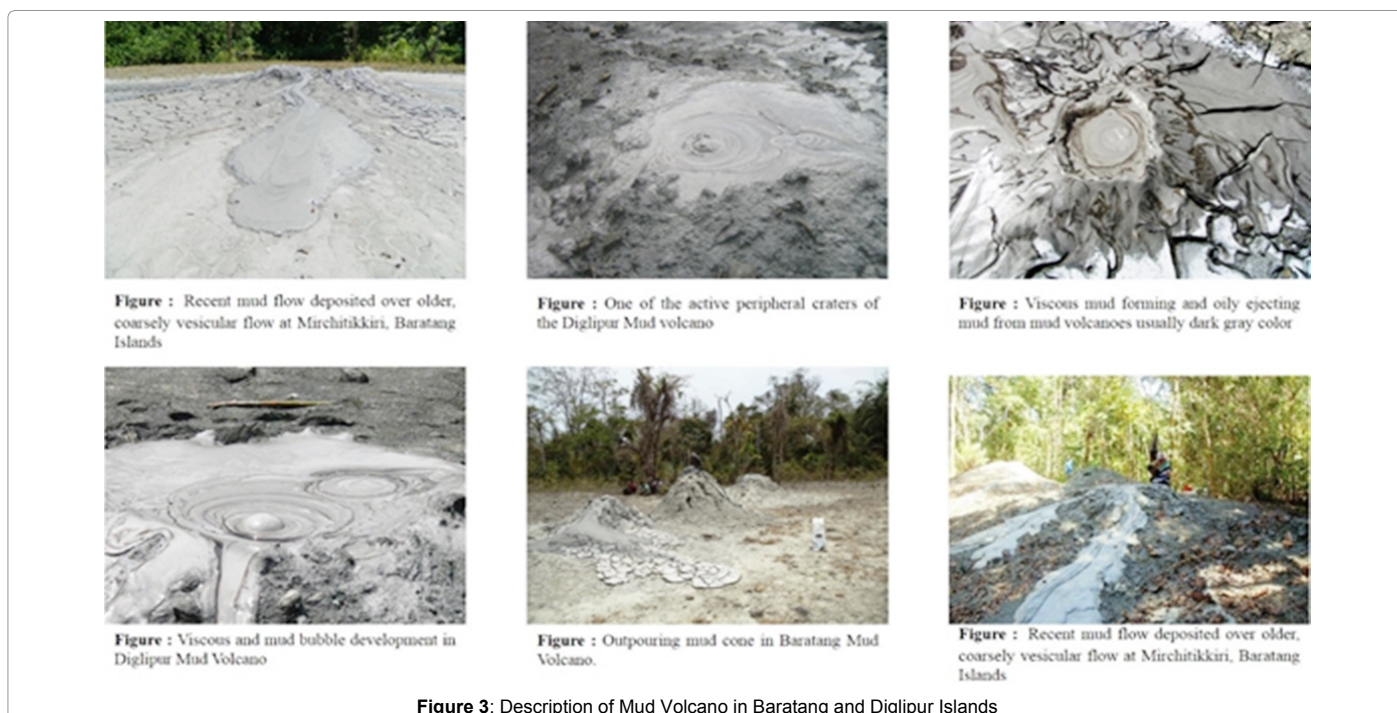 Figure : Recent mud flow deposited over older,
coarsely vesicular flow at Mirchitikkiri, Baratang
Islands
Figure : One of the active peripheral craters of
the Diglipur Mud volcano
Figure : Viscous mud forming and oily ejecting
mud from mud volcanoes usually dark gray color
Figure : Viscous and mud bubble development in
Diglipur Mud Volcano
Figure : Outpouring mud cone in Baratang Mud
Volcano.
Figure : Recent mud flow deposited over older,
coarsely vesicular flow at Mirchitikkiri, Baratang
Islands
Figure 3: Description of Mud Volcano in Baratang and Diglipur Islands